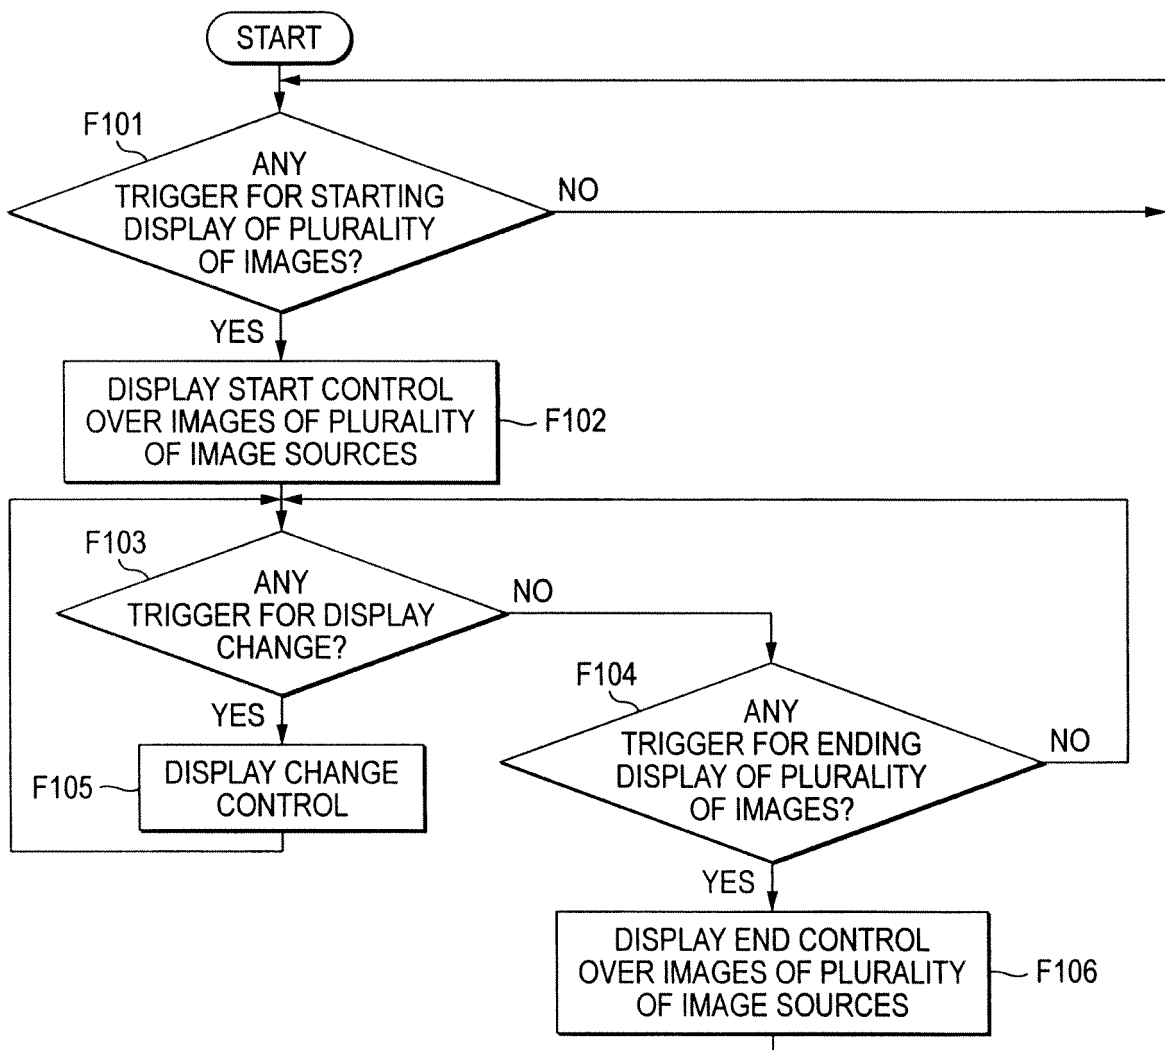 START
F101
ANY
TRIGGER FOR STARTING
DISPLAY OF PLURALITY
OF IMAGES?
NO
YES
DISPLAY START CONTROL
OVER IMAGES OF PLURALITY
OF IMAGE SOURCES
F102
F103
ANY
TRIGGER FOR DISPLAY
CHANGE?
NO
YES
F104
ANY
TRIGGER FOR ENDING
DISPLAY OF PLURALITY
OF IMAGES?
NO
F105
DISPLAY CHANGE
CONTROL
YES
DISPLAY END CONTROL
OVER IMAGES OF PLURALITY
OF IMAGE SOURCES
F106